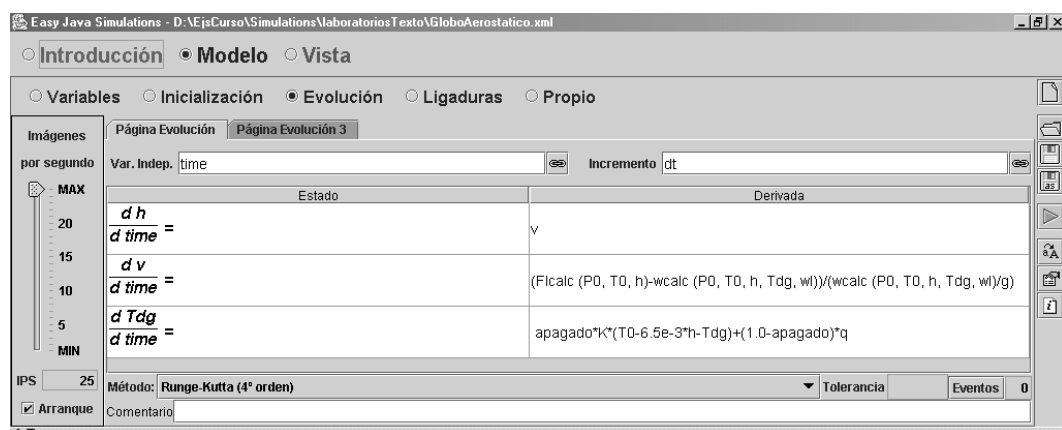 Easy Java Simulations - D:\EjsCurso\Simulations\laboratoriosTexto\GloboAerostatico.xml
Introducción Modelo Vista
Variables Inicialización Evolución Ligaduras Propio
Imágenes
por segundo
MAX
20
15
10
5
MIN
IPS 25
Arranque
Página Evolución Página Evolución 3
Var. Indep. time Incremento dt
Estado Derivada
d h
d time = v
d v
d time = (Flcalc (P0, T0, h)-wcalc (P0, T0, h, Tdg, wl))/(wcalc (P0, T0, h, Tdg, wl)/g)
d Tdg
d time = apagado*K*(T0-6.5e-3*h-Tdg)+(1.0-apagado)*q
Método: Runge-Kutta (4º orden) Tolerancia Eventos 0
Comentario
as
a A
i